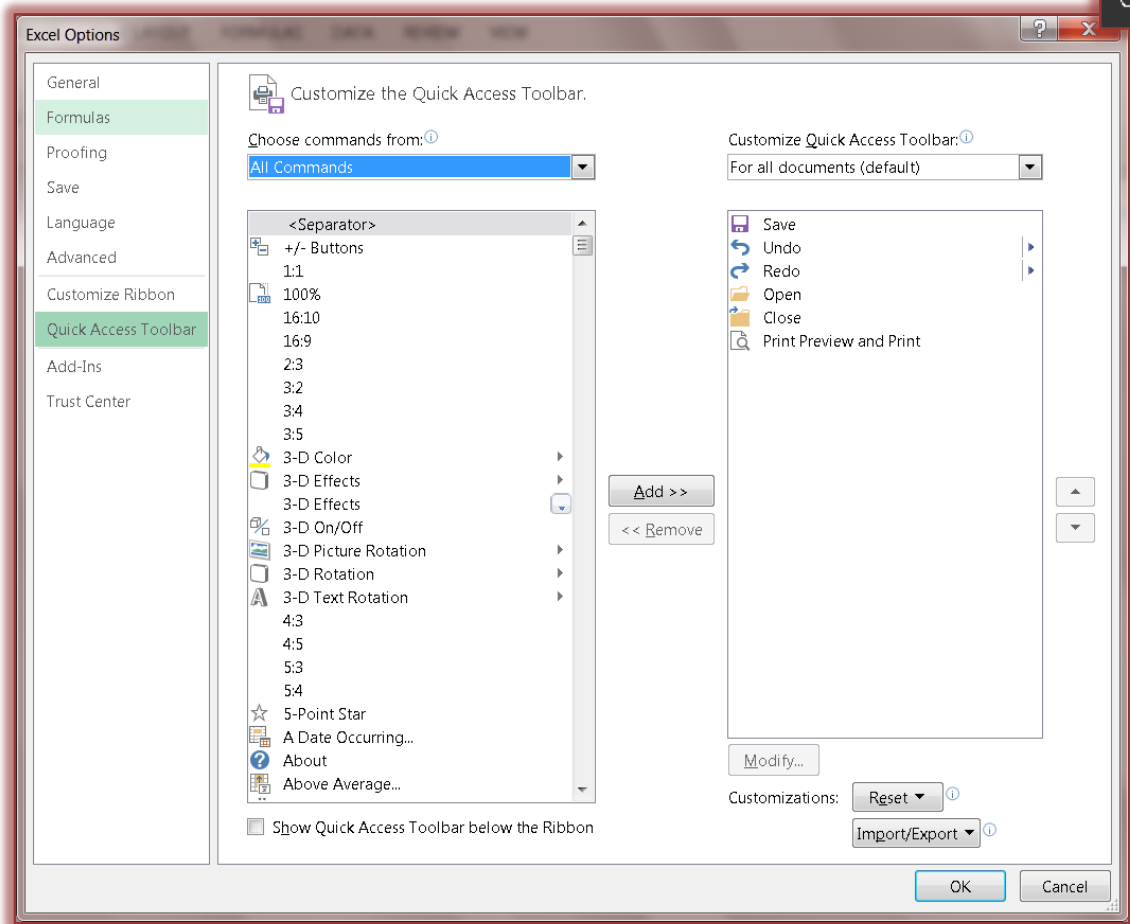 Excel Options
LAYOUT FORMULAS DATA REVIEW VIEW
General
Formulas
Proofing
Save
Language
Advanced
Customize Ribbon
Quick Access Toolbar
Add-Ins
Trust Center
Customize the Quick Access Toolbar.
Choose commands from:
All Commands
<Separator>
+/- Buttons
1:1
100%
16:10
16:9
2:3
3:2
3:4
3:5
3-D Color
3-D Effects
3-D Effects
3-D On/Off
3-D Picture Rotation
3-D Rotation
3-D Text Rotation
4:3
4:5
5:3
5:4
5-Point Star
A Date Occurring...
About
Above Average...
Show Quick Access Toolbar below the Ribbon
Add >>
<< Remove
Customize Quick Access Toolbar:
For all documents (default)
Save
Undo
Redo
Open
Close
Print Preview and Print
Modify...
Customizations: Reset
Import/Export
OK Cancel